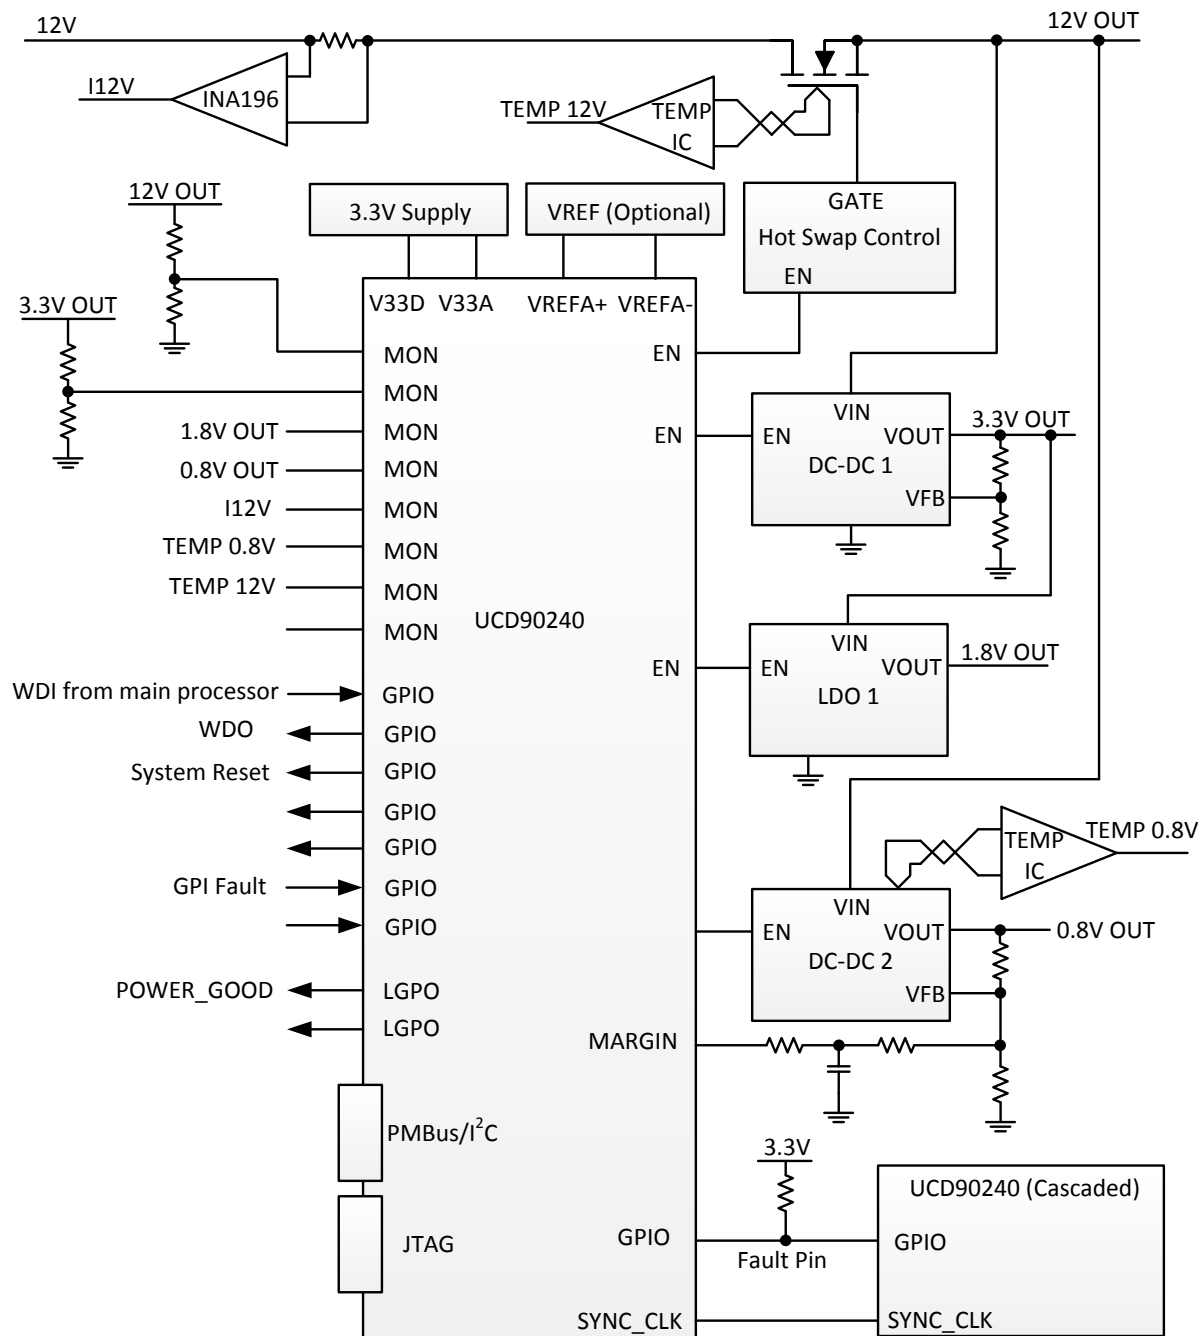 12V
12V OUT
I12V
INA196
TEMP 12V
TEMP
IC
12V OUT
3.3V Supply
VREF (Optional)
GATE
Hot Swap Control
EN
3.3V OUT
V33D V33A VREFA+ VREFA-
MON
EN
MON
VIN
1.8V OUT
MON
EN
EN
VOUT
3.3V OUT
0.8V OUT
MON
DC-DC 1
I12V
MON
VFB
TEMP 0.8V
MON
TEMP 12V
MON
UCD90240
MON
VIN
EN
EN
VOUT
1.8V OUT
LDO 1
WDI from main processor
GPIO
WDO
GPIO
System Reset
GPIO
GPIO
GPIO
TEMP
IC
TEMP 0.8V
GPI Fault
GPIO
GPIO
VIN
EN
VOUT
0.8V OUT
DC-DC 2
VFB
POWER_GOOD
LGPO
LGPO
MARGIN
PMBus/I²C
3.3V
UCD90240 (Cascaded)
JTAG
GPIO
Fault Pin
GPIO
SYNC_CLK
SYNC_CLK